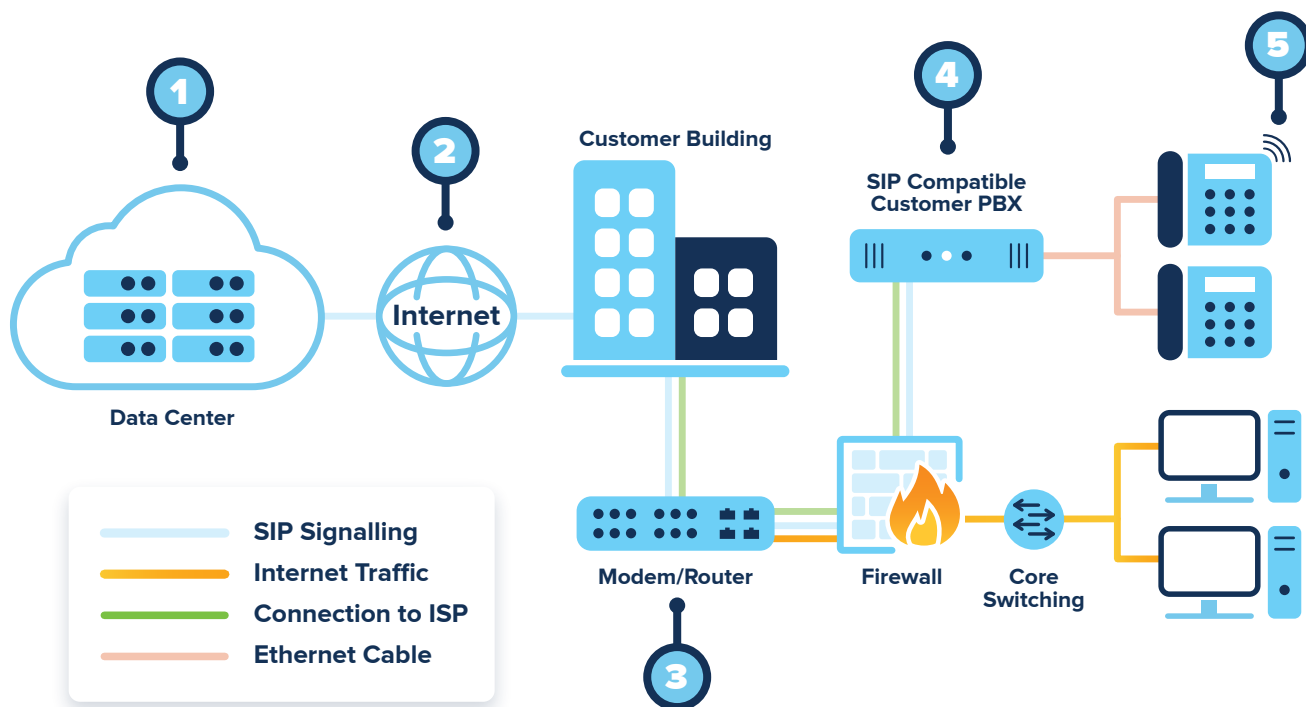 1
2
Customer Building
4
5
SIP Compatible
Customer PBX
Internet
Data Center
SIP Signalling
Internet Traffic
Connection to ISP
Ethernet Cable
Modem/Router
3
Firewall
Core
Switching